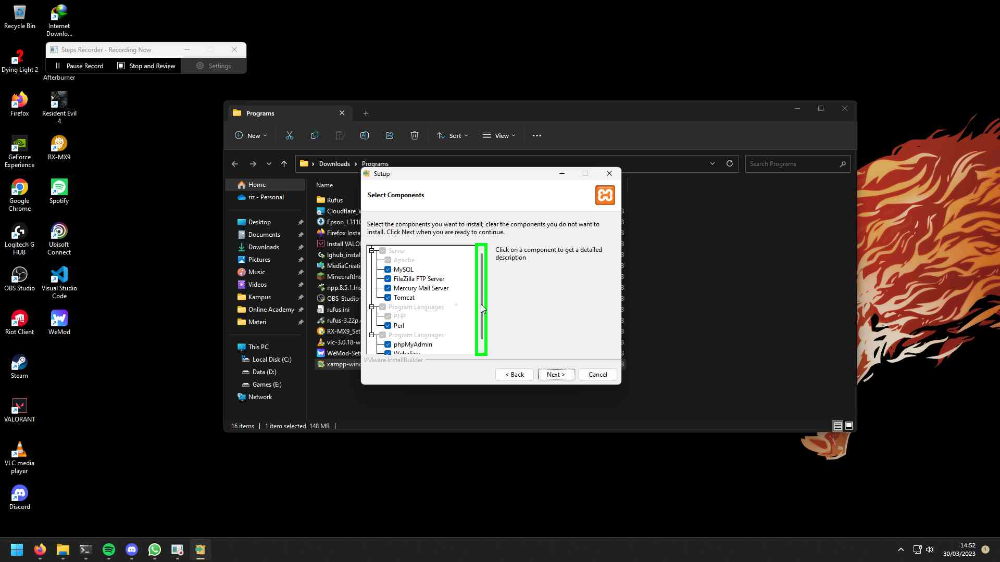 Recycle Bin
Internet
Downlo...
Steps Recorder - Recording Now
Pause Record
Stop and Review
Settings
Dying Light 2
Afterburner
Firefox
Resident Evil
4
GeForce
Experience
RX-MX9
Google
Chrome
Spotify
Logitech G
HUB
Ubisoft
Connect
OBS Studio
Visual Studio
Code
Riot Client
WeMod
Steam
VALORANT
VLC media
player
Discord
Programs
New
Sort
View
Downloads
Programs
Search Programs
Home
riz - Personal
Desktop
Documents
Downloads
Pictures
Music
Videos
Kampus
Online Academy
Materi
This PC
Local Disk (C:)
Data (D:)
Games (E:)
Network
Name
Rufus
Cloudflare_W
Epson_L3110
Firefox Insta
Install VALO
lghub_instal
MediaCreati
MinecraftIns
npp.8.5.1.Ins
OBS-Studio-
rufus.ini
rufus-3.22p.
RX-MX9_Set
vlc-3.0.18-w
WeMod-Set
xampp-wind
16 items
1 item selected 148 MB
Setup
Select Components
Select the components you want to install; clear the components you do not want to
install. Click Next when you are ready to continue.
Server
Apache
MySQL
FileZilla FTP Server
Mercury Mail Server
Tomcat
Program Languages
PHP
Perl
Program Languages
phpMyAdmin
Webalizer
Click on a component to get a detailed
description
VMware InstallBuilder
< Back
Next >
Cancel
14:52
30/03/2023
1